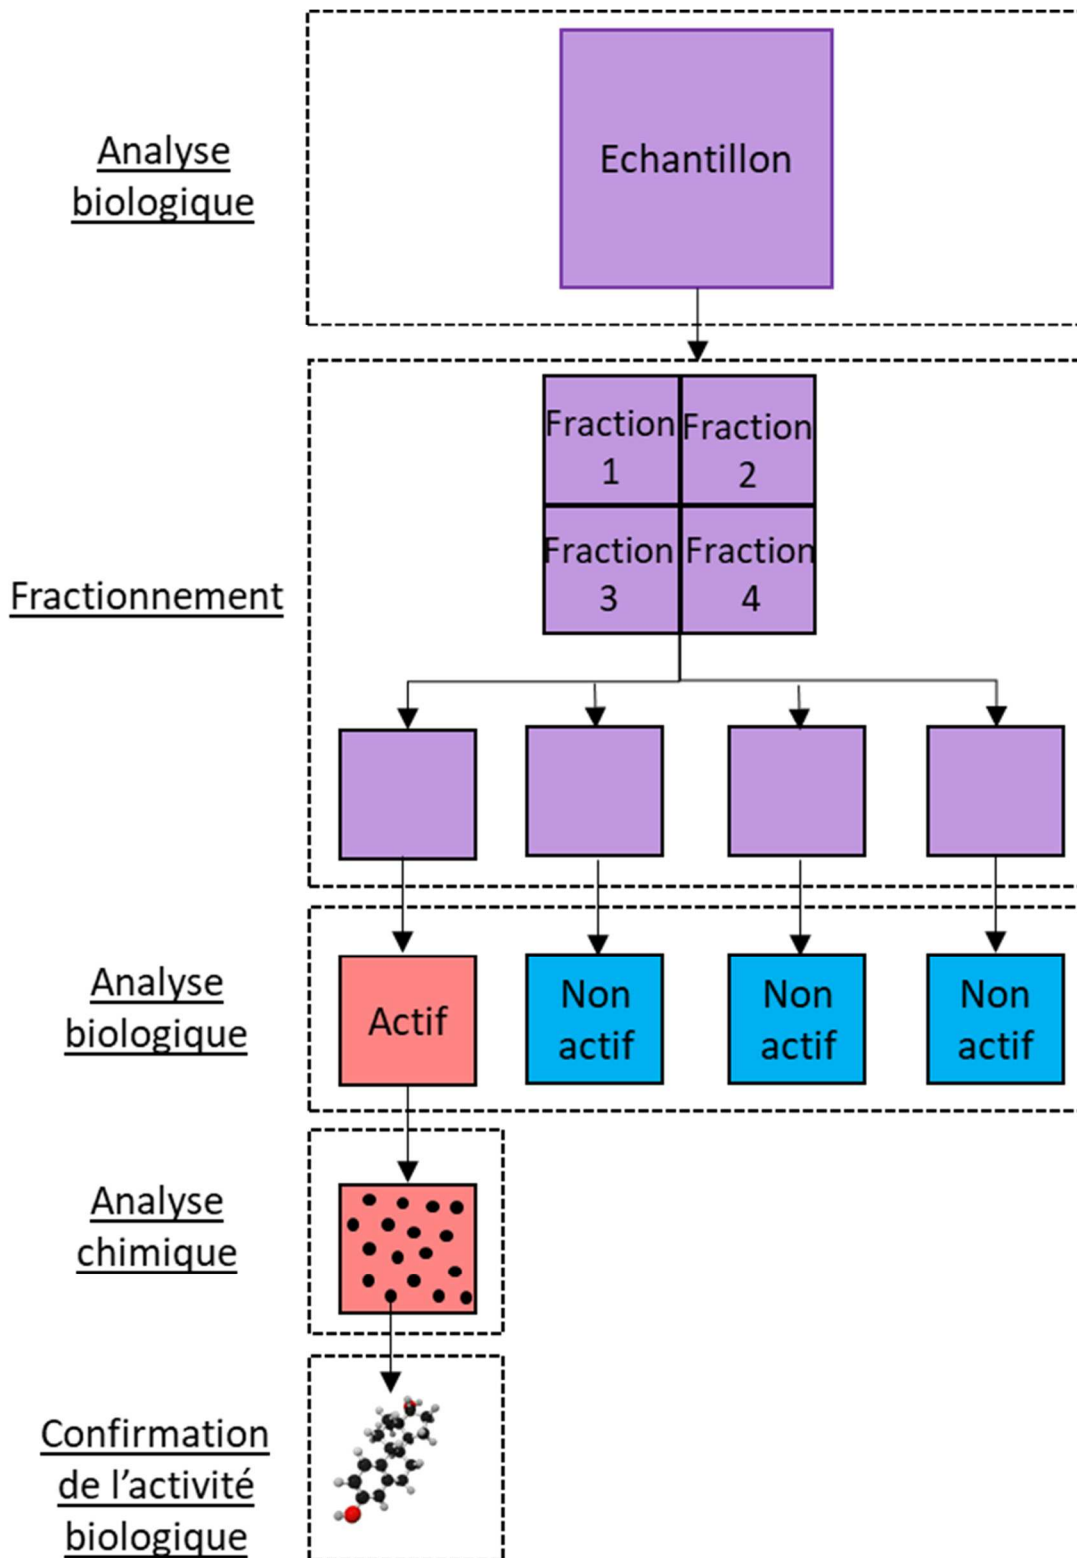 Analyse
biologique
Echantillon
Fraction
1
Fraction
2
Fraction
3
Fraction
4
Fractionnement
Analyse
biologique
Actif
Non
actif
Non
actif
Non
actif
Analyse
chimique
Confirmation
de l'activité
biologique